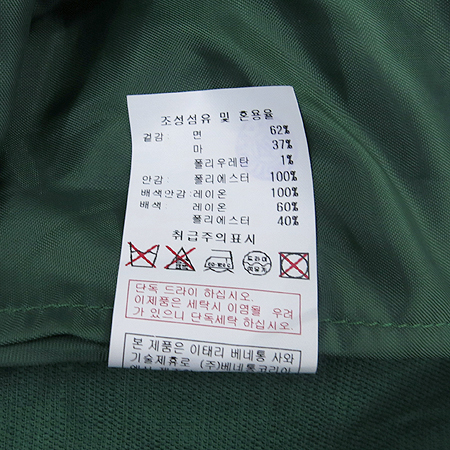 조성섬유 및 혼용율
겉감: 면 62%
마 37%
폴리우레탄 1%
안감: 폴리에스터 100%
배색안감: 레이온 100%
배색: 레이온 60%
폴리에스터 40%
취급주의표시
드라이
단독 드라이 하십시오.
이제품은 세탁시 이염될 우려
가 있으니 단독세탁 하십시오.
본 제품은 이태리 베네통 사와
기술제휴로 (주)베네통코리아